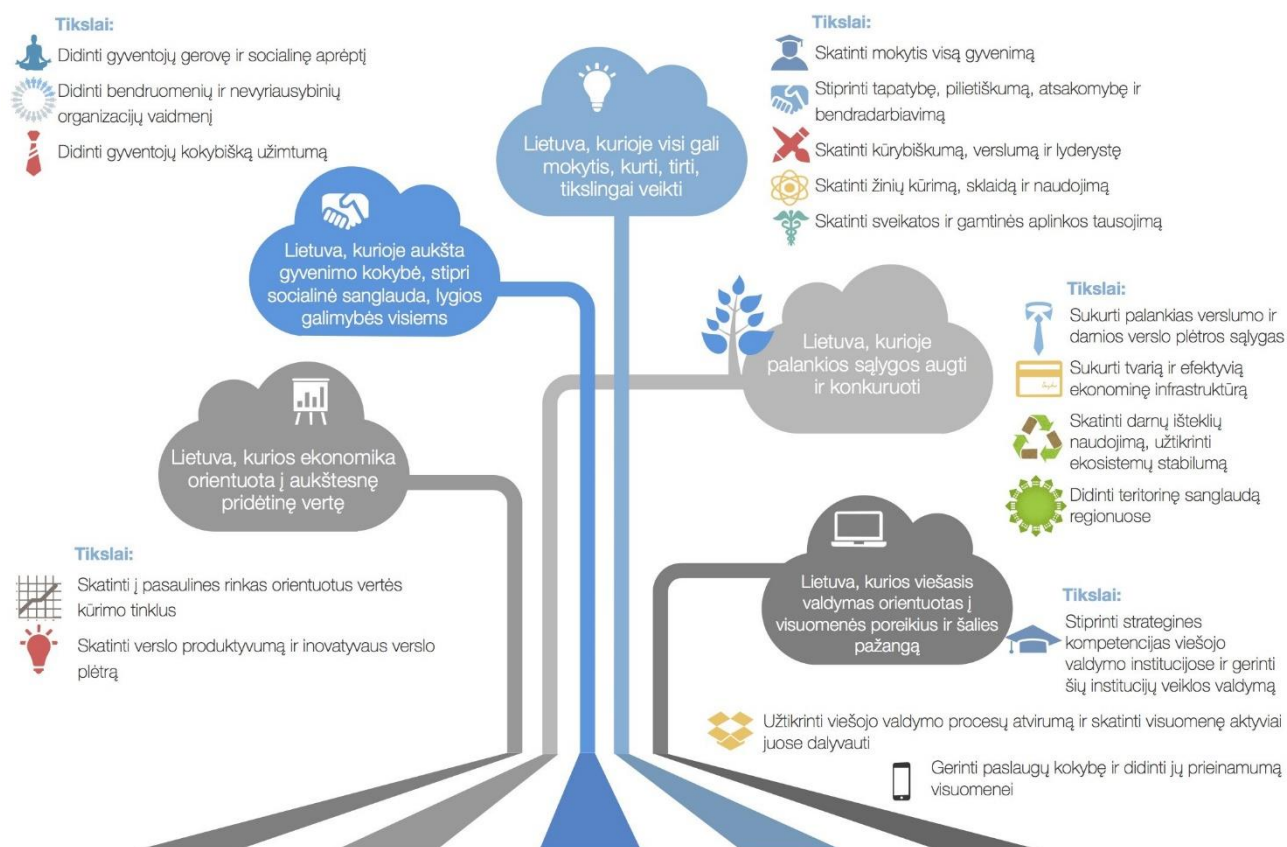 Tikslai:
Didinti gyventojų gerovę ir socialinę aprėptį
Didinti bendruomenių ir nevyriausybinių
organizacijų vaidmenį
Didinti gyventojų kokybišką užimtumą
Lietuva, kurioje visi gali
mokytis, kurti, tirti,
tikslingai veikti
Tikslai:
Skatinti mokytis visą gyvenimą
Stiprinti tapatybę, pilietiškumą, atsakomybę ir
bendradarbiavimą
Skatinti kūrybiškumą, verslumą ir lyderystę
Skatinti žinių kūrimą, sklaidą ir naudojimą
Skatinti sveikatos ir gamtinės aplinkos tausojimą
Lietuva, kurioje aukšta
gyvenimo kokybė, stipri
socialinė sanglauda, lygios
galimybės visiems
Lietuva, kurioje
palankios sąlygos augti
ir konkuruoti
Tikslai:
Sukurti palankias verslumo ir
darnios verslo plėtros sąlygas
Sukurti tvarią ir efektyvią
ekonominę infrastruktūrą
Skatinti darnų išteklių
naudojimą, užtikrinti
ekosistemų stabilumą
Didinti teritorinę sanglaudą
regionuose
Lietuva, kurios ekonomika
orientuota į aukštesnę
pridėtinę vertę
Tikslai:
Skatinti į pasaulines rinkas orientuotus vertės
kūrimo tinklus
Skatinti verslo produktyvumą ir inovatyvaus verslo
plėtrą
Lietuva, kurios viešasis
valdymas orientuotas į
visuomenės poreikius ir šalies
pažangą
Tikslai:
Stiprinti strategines
kompetencijas viešojo
valdymo institucijose ir gerinti
šių institucijų veiklos valdymą
Užtikrinti viešojo valdymo procesų atvirumą ir skatinti visuomenę aktyviai
juose dalyvauti
Gerinti paslaugų kokybę ir didinti jų prieinamumą
visuomenei